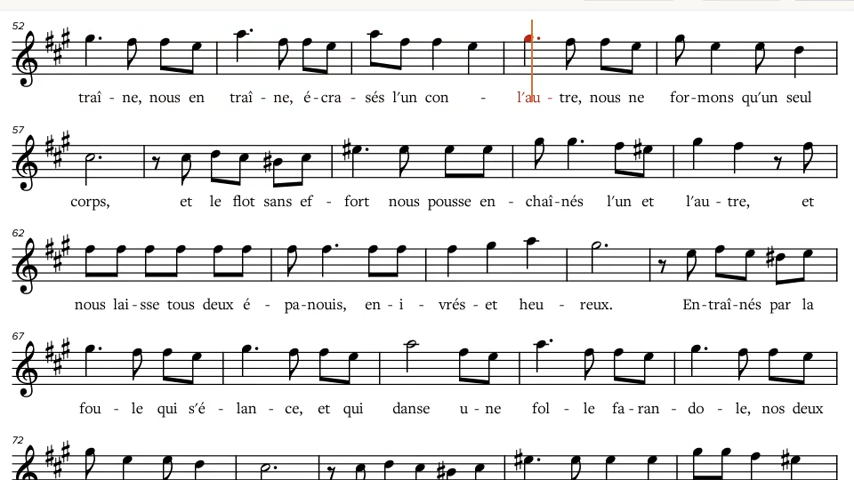 52
traî - ne, nous en traî - ne, é - cra - sés l'un con - l'au - tre, nous ne for - mons qu'un seul
57
corps, et le flot sans ef - fort nous pousse en - chaî - nés l'un et l'au - tre, et
62
nous lai - sse tous deux é - pa - nouis, en - i - vrés - et heu - reux. En - traî - nés par la
67
fou - le qui s'é - lan - ce, et qui danse u - ne fol - le fa - ran - do - le, nos deux
72